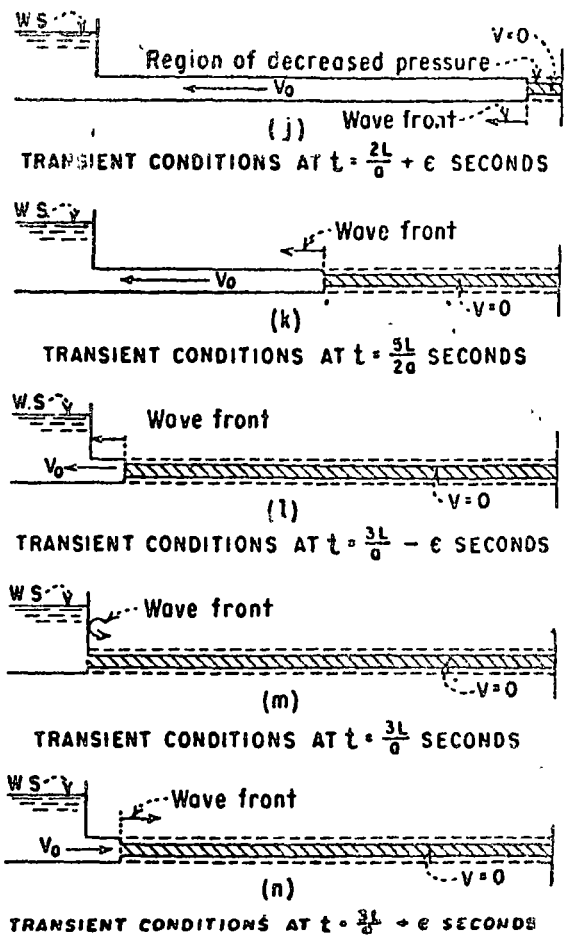 W S
V=0
Region of decreased pressure
V₀
Wave front
(j)
TRANSIENT CONDITIONS AT t = 2L/a + ϵ SECONDS
W S.
Wave front
V₀
V=0
(k)
TRANSIENT CONDITIONS AT t = 5L/2a SECONDS
W.S
Wave front
V₀
V=0
(l)
TRANSIENT CONDITIONS AT t = 3L/a - ϵ SECONDS
W S
Wave front
V=0
(m)
TRANSIENT CONDITIONS AT t = 3L/a SECONDS
W S
Wave front
V₀
V=0
(n)
TRANSIENT CONDITIONS AT t = 3L/a + ϵ SECONDS